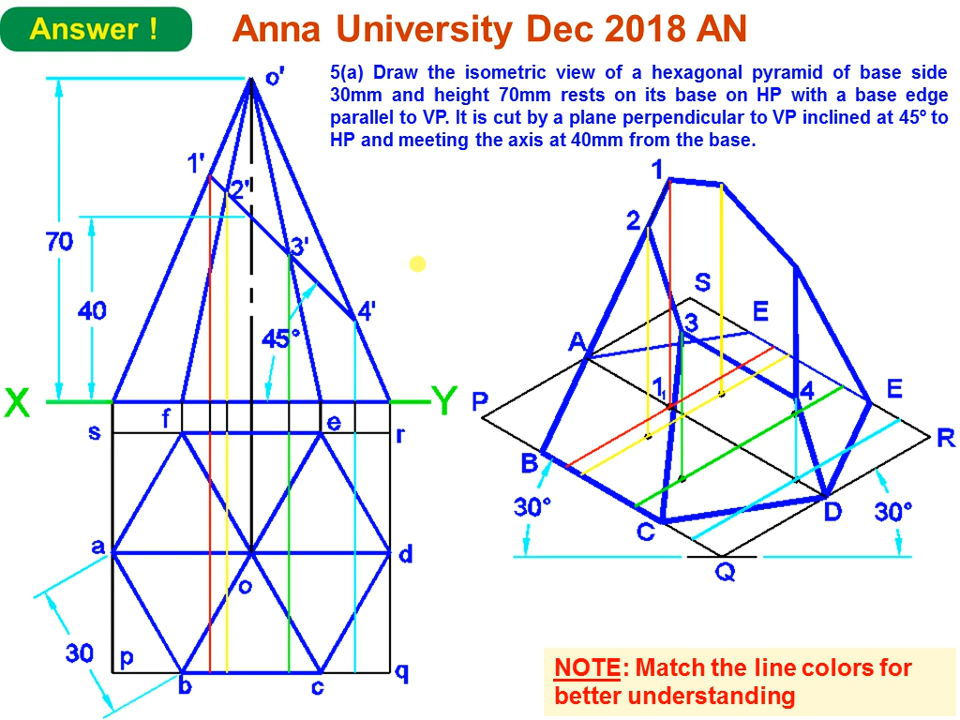 Answer !
Anna University Dec 2018 AN
5(a) Draw the isometric view of a hexagonal pyramid of base side
30mm and height 70mm rests on its base on HP with a base edge
parallel to VP. It is cut by a plane perpendicular to VP inclined at 45º to
HP and meeting the axis at 40mm from the base.
o'
1'
2'
70
3'
40
4'
45°
X
Y
s
f
e
r
a
d
o
30
p
q
b
c
1
2
S
E
3
A
1₁
4
E
P
R
B
30°
D
30°
C
Q
NOTE: Match the line colors for
better understanding